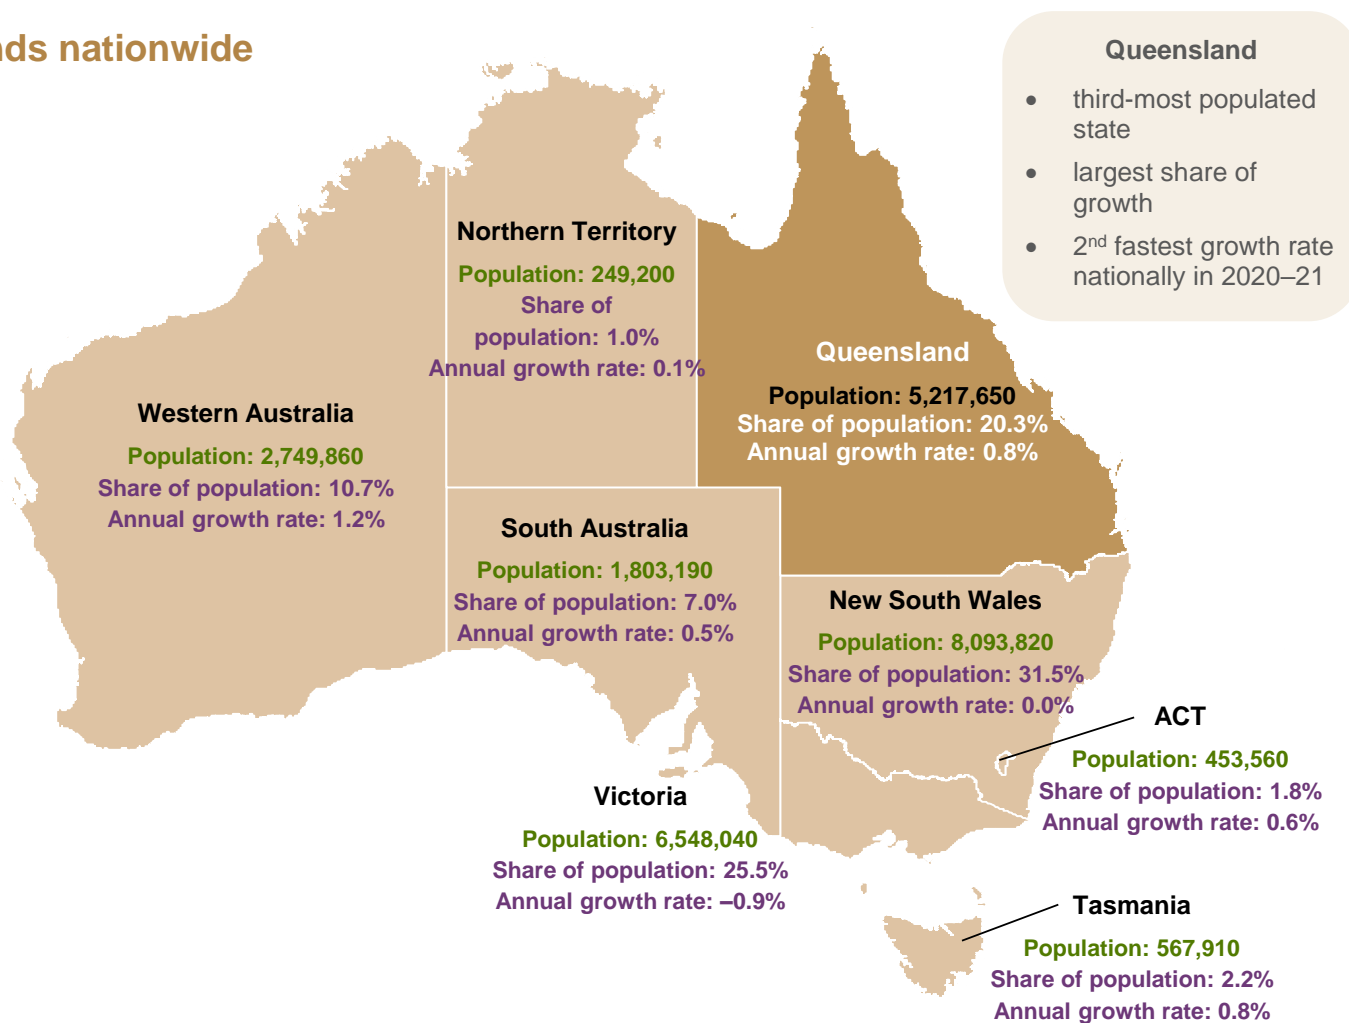 nds nationwide
Queensland
• third-most populated
state
• largest share of
growth
• 2nd fastest growth rate
nationally in 2020–21
Northern Territory
Population: 249,200
Share of
population: 1.0%
Annual growth rate: 0.1%
Queensland
Population: 5,217,650
Share of population: 20.3%
Annual growth rate: 0.8%
Western Australia
Population: 2,749,860
Share of population: 10.7%
Annual growth rate: 1.2%
South Australia
Population: 1,803,190
Share of population: 7.0%
Annual growth rate: 0.5%
New South Wales
Population: 8,093,820
Share of population: 31.5%
Annual growth rate: 0.0%
ACT
Population: 453,560
Share of population: 1.8%
Annual growth rate: 0.6%
Victoria
Population: 6,548,040
Share of population: 25.5%
Annual growth rate: –0.9%
Tasmania
Population: 567,910
Share of population: 2.2%
Annual growth rate: 0.8%